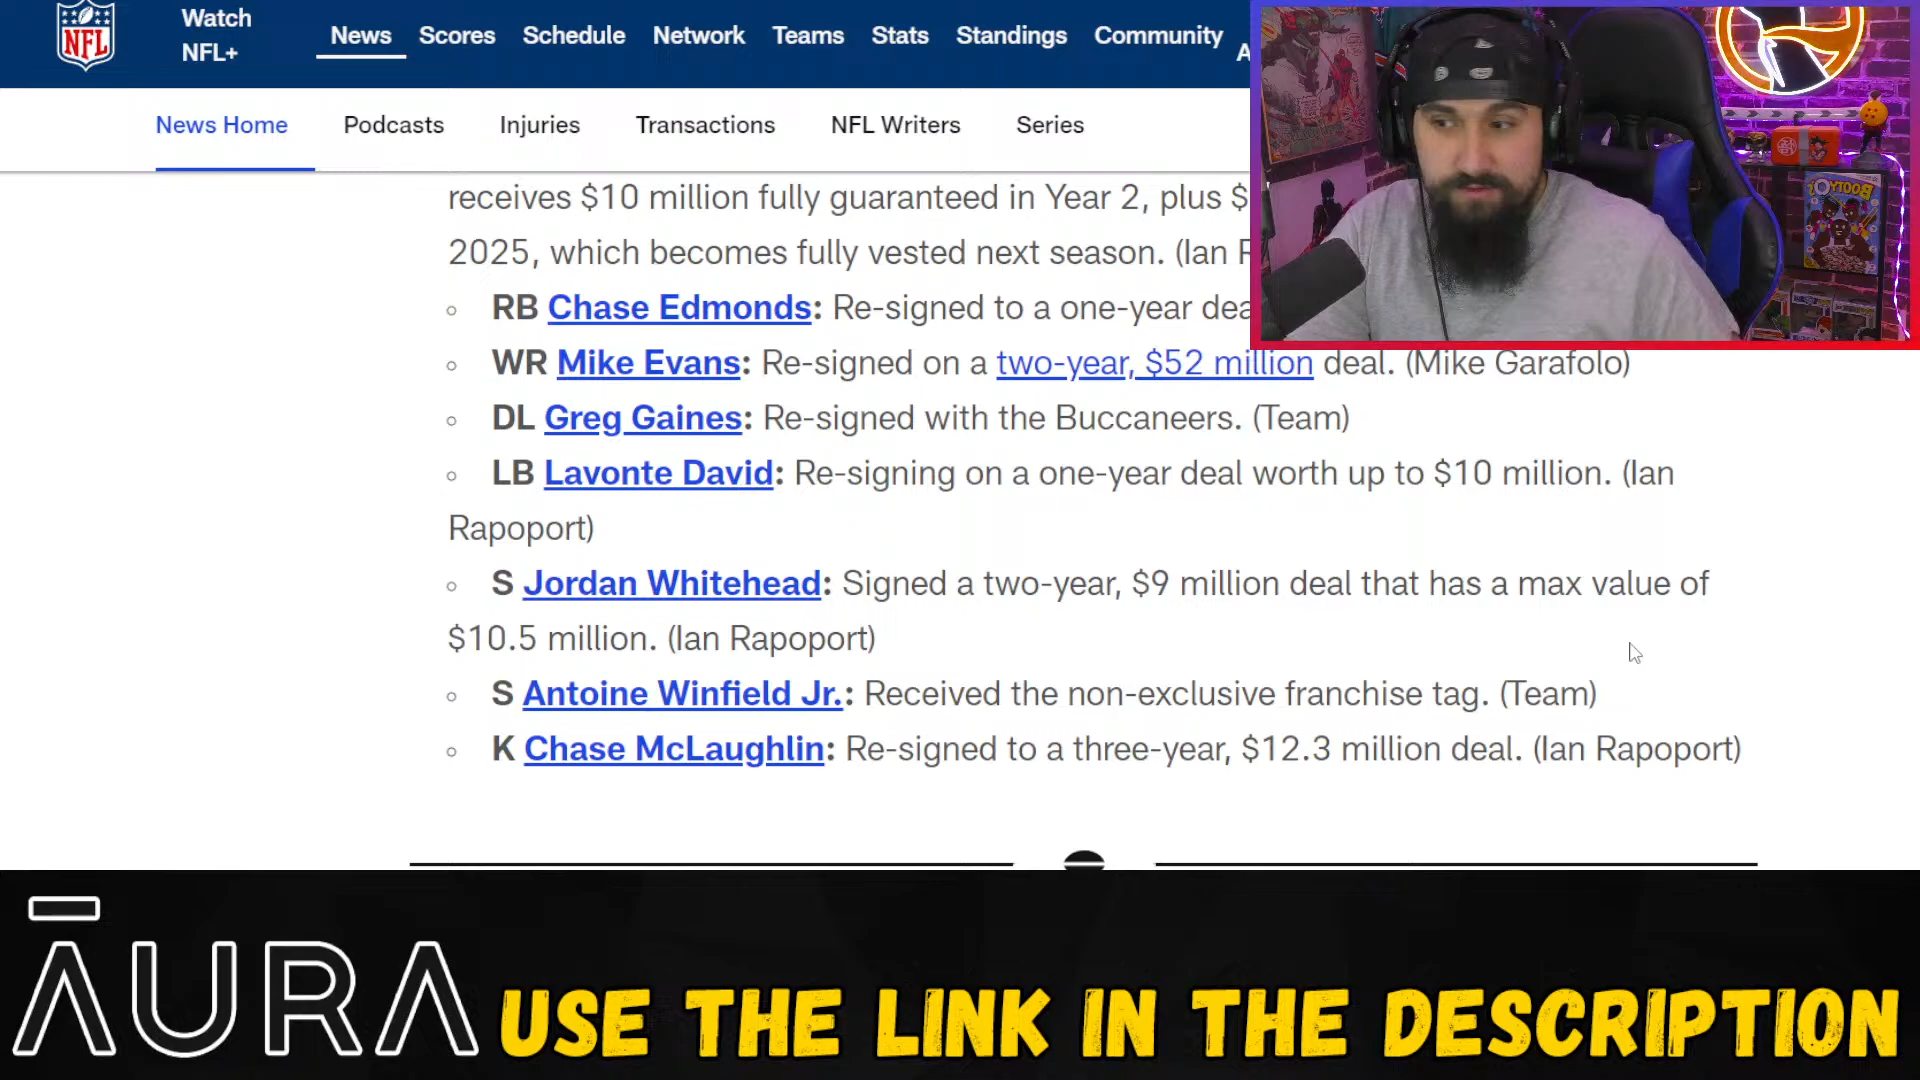 NFL
Watch
NFL+
News Scores Schedule Network Teams Stats Standings Community
A
News Home Podcasts Injuries Transactions NFL Writers Series
receives $10 million fully guaranteed in Year 2, plus $
2025, which becomes fully vested next season. (Ian R
RB Chase Edmonds: Re-signed to a one-year dea
WR Mike Evans: Re-signed on a two-year, $52 million deal. (Mike Garafolo)
DL Greg Gaines: Re-signed with the Buccaneers. (Team)
LB Lavonte David: Re-signing on a one-year deal worth up to $10 million. (Ian
Rapoport)
S Jordan Whitehead: Signed a two-year, $9 million deal that has a max value of
$10.5 million. (Ian Rapoport)
S Antoine Winfield Jr.: Received the non-exclusive franchise tag. (Team)
K Chase McLaughlin: Re-signed to a three-year, $12.3 million deal. (Ian Rapoport)
ĀURA USE THE LINK IN THE DESCRIPTION